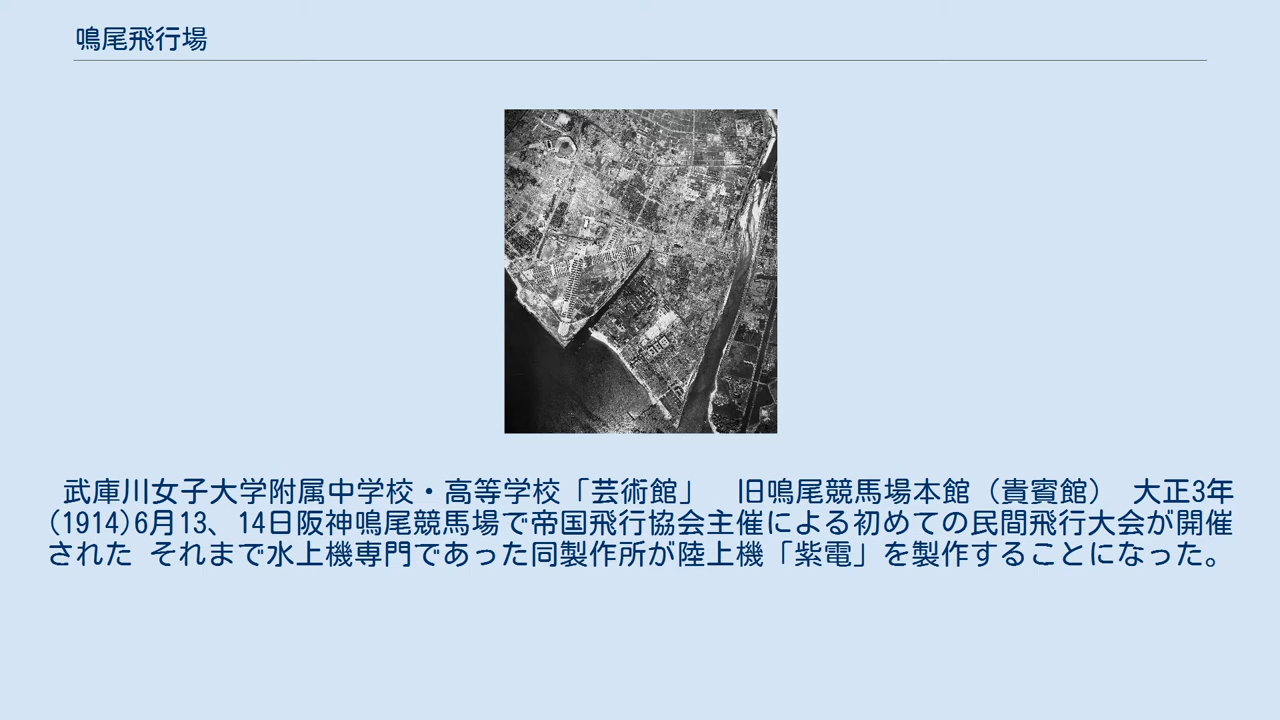 鳴尾飛行場
武庫川女子大学附属中学校・高等学校「芸術館」　旧鳴尾競馬場本館（貴賓館）　大正3年
(1914)6月13、14日阪神鳴尾競馬場で帝国飛行協会主催による初めての民間飛行大会が開催
された それまで水上機専門であった同製作所が陸上機「紫電」を製作することになった。